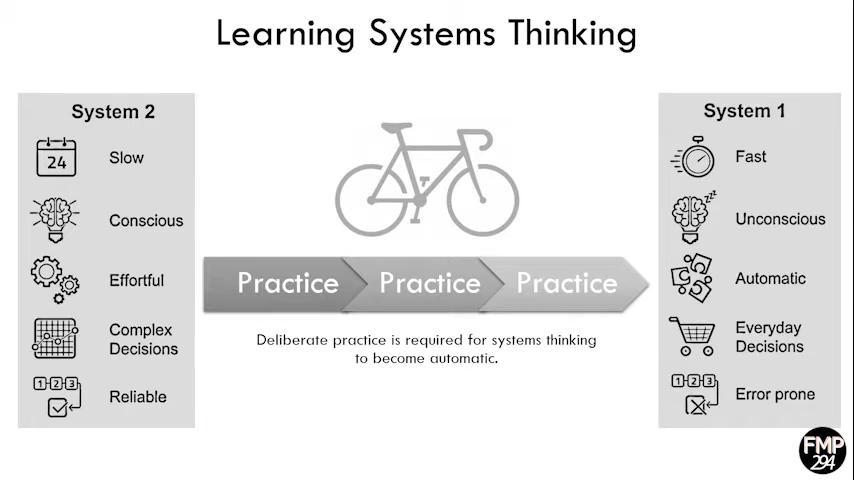 Learning Systems Thinking
System 2
24
Slow
Conscious
Effortful
Complex
Decisions
1 2 3
Reliable
Practice Practice Practice
Deliberate practice is required for systems thinking
to become automatic.
System 1
Fast
zzz
Unconscious
Automatic
Everyday
Decisions
1 2 3
Error prone
FMP
294